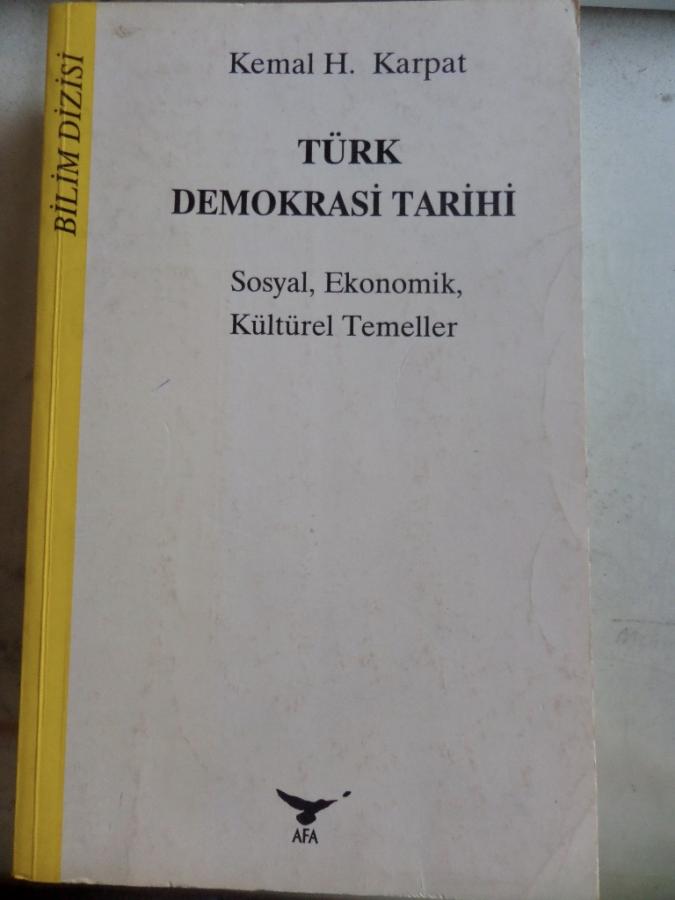 BİLİM DİZİSİ
Kemal H. Karpat
TÜRK
DEMOKRASİ TARİHİ
Sosyal, Ekonomik,
Kültürel Temeller
AFA